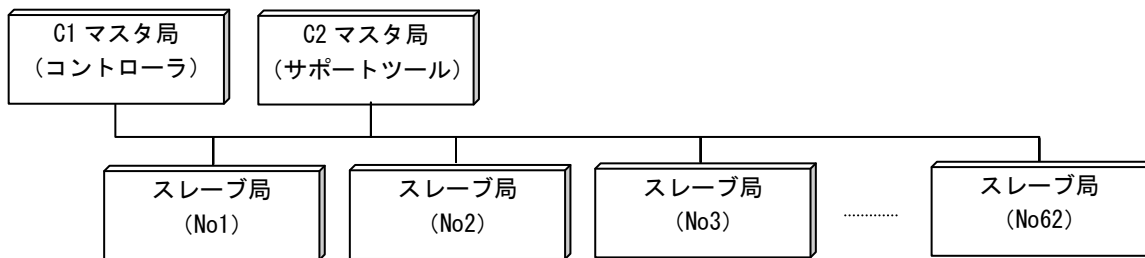 C1 マスタ局
(コントローラ)
C2 マスタ局
(サポートツール)
スレーブ局
(No1)
スレーブ局
(No2)
スレーブ局
(No3)
.............
スレーブ局
(No62)